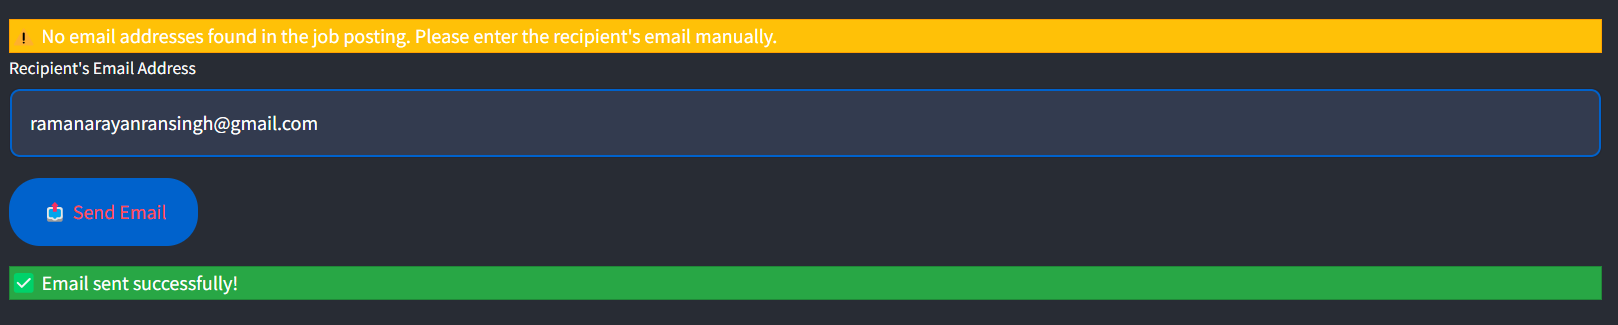 No email addresses found in the job posting. Please enter the recipient's email manually.
Recipient's Email Address
ramanarayanransingh@gmail.com
Send Email
Email sent successfully!